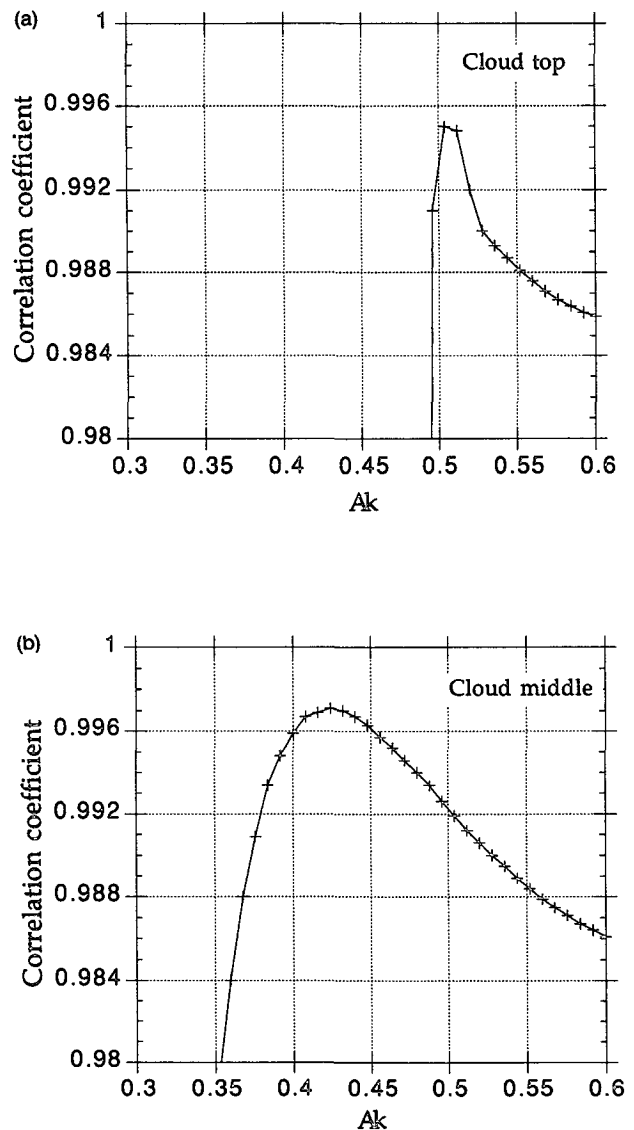 (a)
1
0.996
0.992
0.988
0.984
0.98
Correlation coefficient
Cloud top
0.3 0.35 0.4 0.45 0.5 0.55 0.6
Ak
(b)
1
0.996
0.992
0.988
0.984
0.98
Correlation coefficient
Cloud middle
0.3 0.35 0.4 0.45 0.5 0.55 0.6
Ak